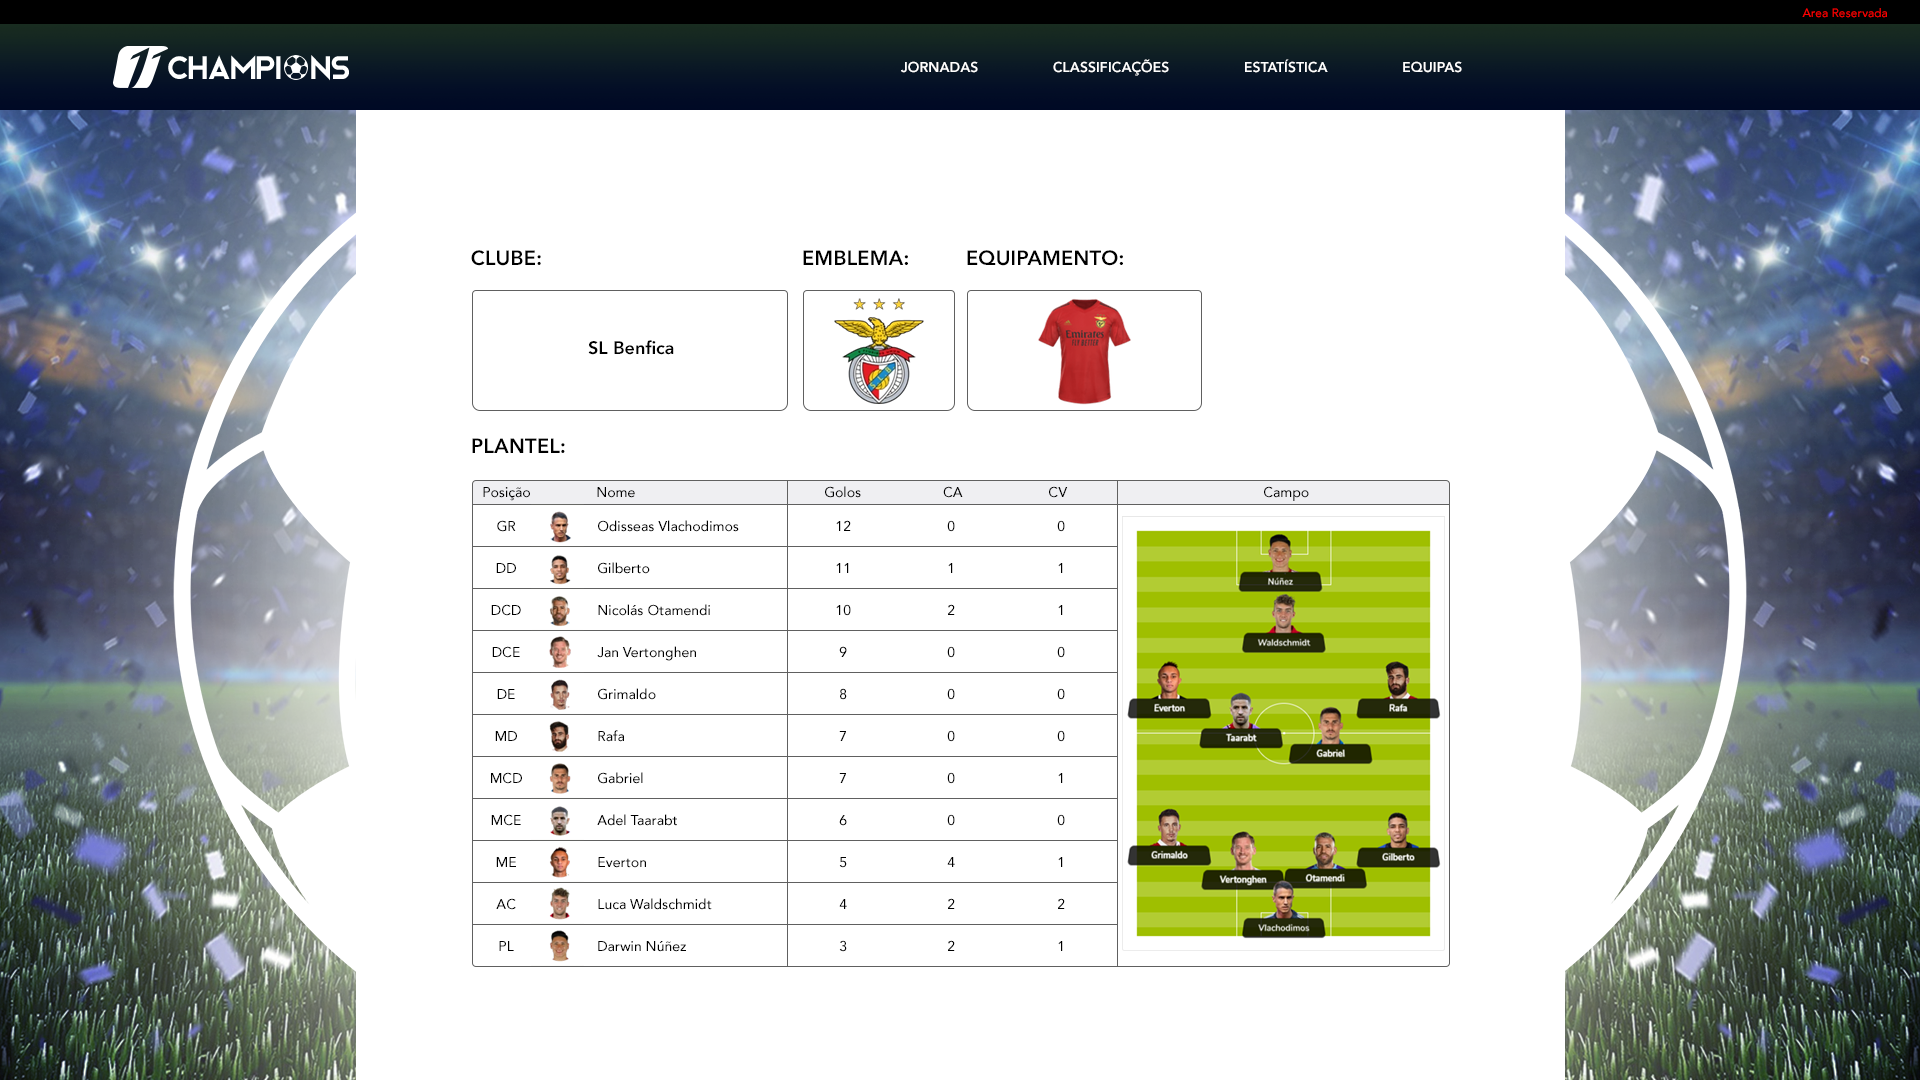 Area Reservada
CHAMPIONS
JORNADAS
CLASSIFICAÇÕES
ESTATÍSTICA
EQUIPAS
CLUBE:
EMBLEMA:
EQUIPAMENTO:
SL Benfica
Emirates
FLY BETTER
PLANTEL:
Posição Nome Golos CA CV Campo
GR Odisseas Vlachodimos 12 0 0
DD Gilberto 11 1 1
DCD Nicolás Otamendi 10 2 1
DCE Jan Vertonghen 9 0 0
DE Grimaldo 8 0 0
MD Rafa 7 0 0
MCD Gabriel 7 0 1
MCE Adel Taarabt 6 0 0
ME Everton 5 4 1
AC Luca Waldschmidt 4 2 2
PL Darwin Núñez 3 2 1
Núñez
Waldschmidt
Everton
Rafa
Taarabt
Gabriel
Grimaldo
Gilberto
Vertonghen
Otamendi
Vlachodimos